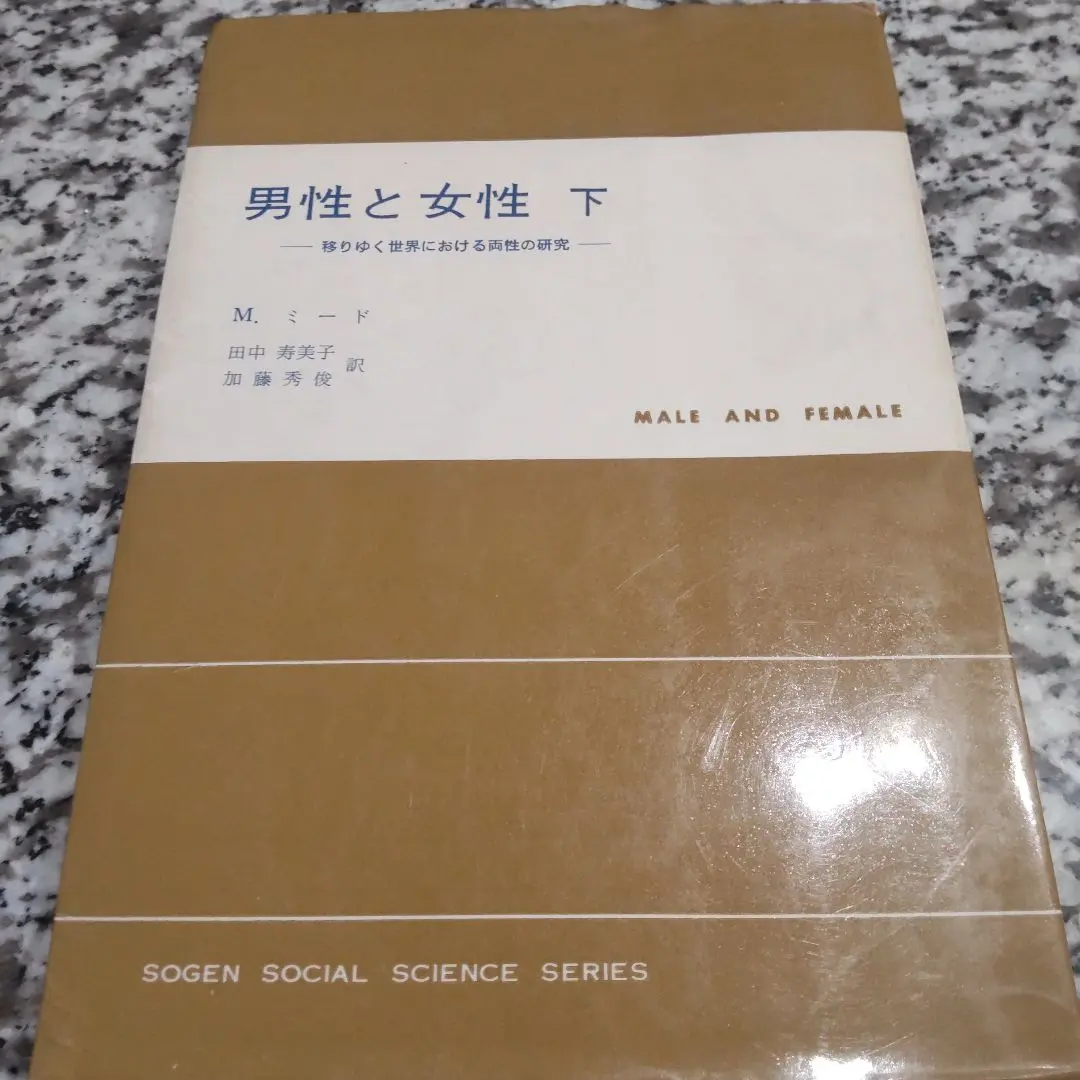 男性と女性 下
── 移りゆく世界における両性の研究 ──
M. ミード
田中 寿美子
加藤秀俊 訳
MALE AND FEMALE
SOGEN SOCIAL SCIENCE SERIES